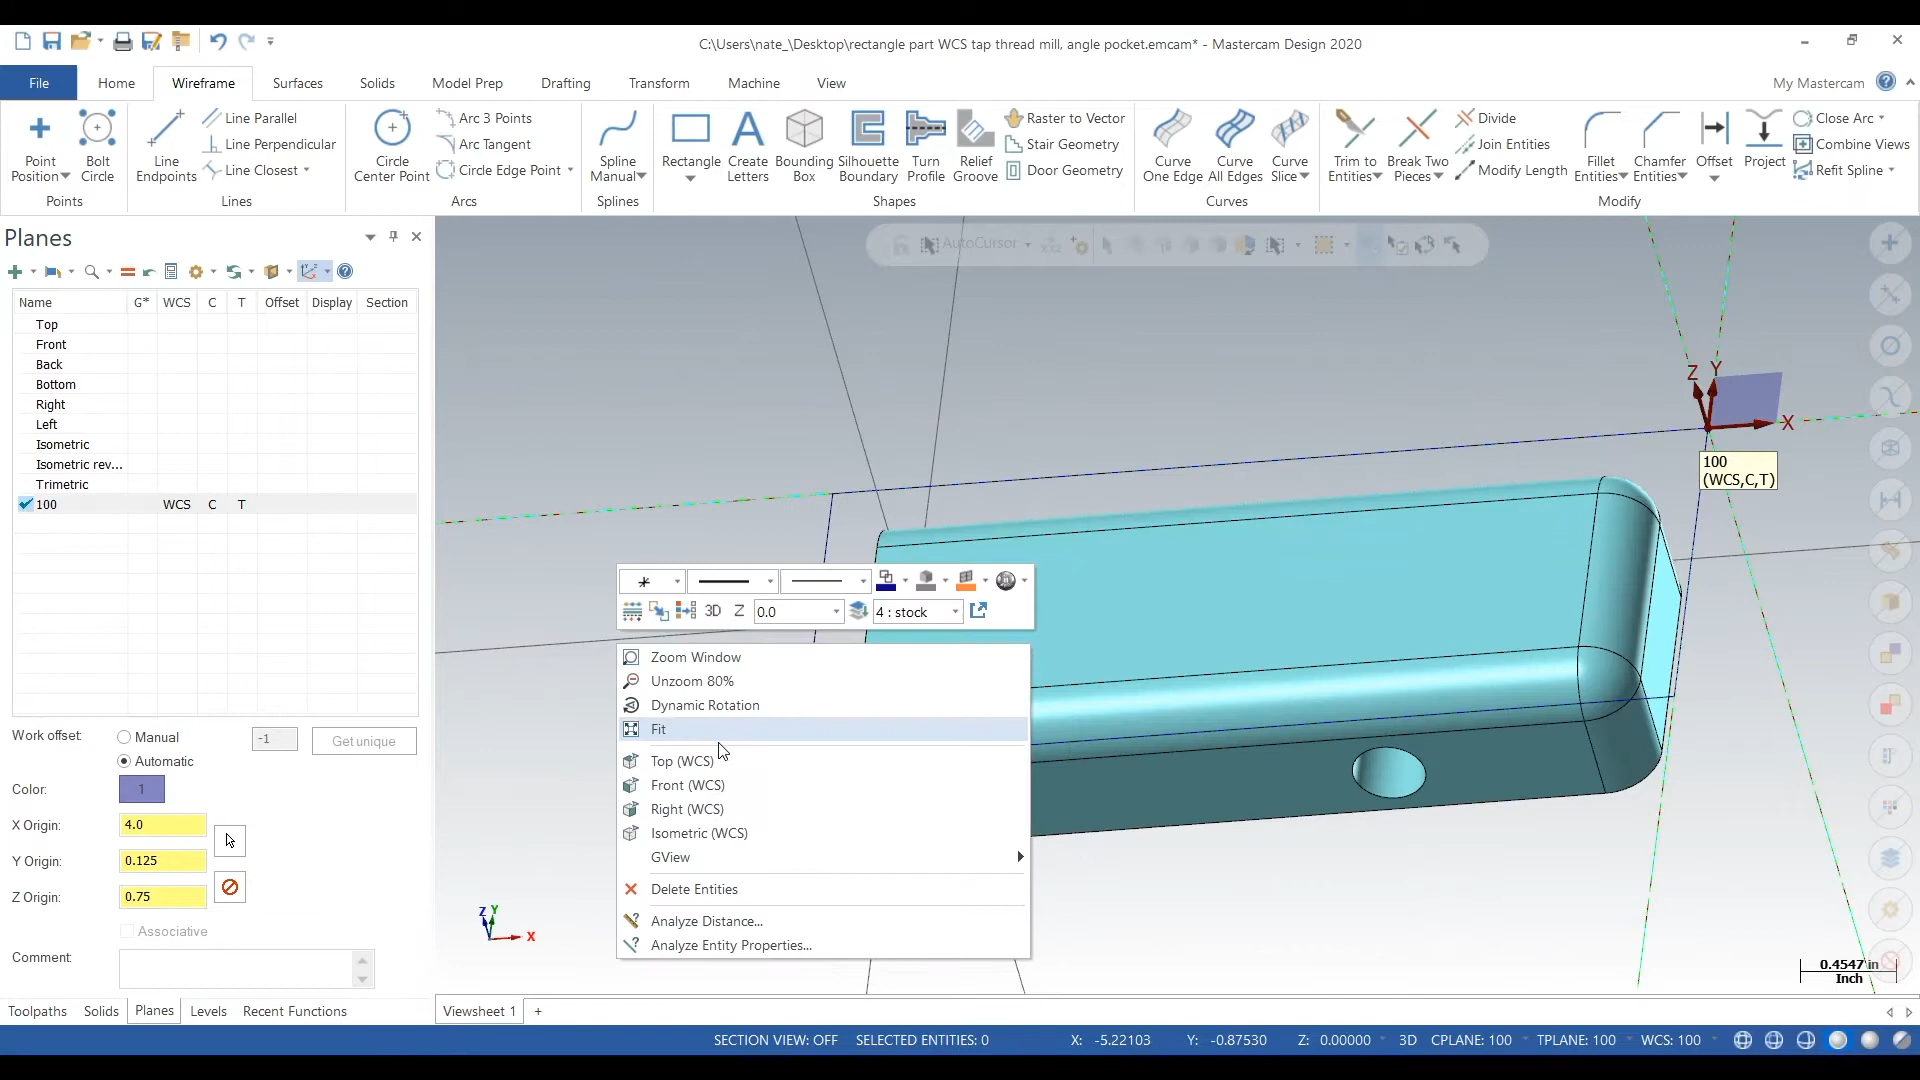 C:\Users\nate_\Desktop\rectangle part WCS tap thread mill, angle pocket.emcam* - Mastercam Design 2020
File
Home
Wireframe
Surfaces
Solids
Model Prep
Drafting
Transform
Machine
View
My Mastercam
Point
Position
Bolt
Circle
Points
Line
Endpoints
Line Parallel
Line Perpendicular
Line Closest
Lines
Circle
Center Point
Arc 3 Points
Arc Tangent
Circle Edge Point
Arcs
Spline
Manual
Splines
Rectangle
Create
Letters
Bounding
Box
Silhouette
Boundary
Turn
Profile
Relief
Groove
Raster to Vector
Stair Geometry
Door Geometry
Shapes
Curve
One Edge
Curve
All Edges
Curve
Slice
Curves
Trim to
Entities
Break Two
Pieces
Divide
Join Entities
Modify Length
Fillet
Entities
Chamfer
Entities
Offset
Project
Close Arc
Combine Views
Refit Spline
Modify
Planes
Name G* WCS C T Offset Display Section
Top
Front
Back
Bottom
Right
Left
Isometric
Isometric rev...
Trimetric
100 WCS C T
Work offset:
Manual
-1
Get unique
Automatic
Color:
1
X Origin:
4.0
Y Origin:
0.125
Z Origin:
0.75
Associative
Comment:
Toolpaths
Solids
Planes
Levels
Recent Functions
AutoCursor
Z Y
X
100
(WCS,C,T)
3D
Z
0.0
4 : stock
Zoom Window
Unzoom 80%
Dynamic Rotation
Fit
Top (WCS)
Front (WCS)
Right (WCS)
Isometric (WCS)
GView
Delete Entities
Analyze Distance...
Analyze Entity Properties...
Z Y
X
0.4547 in
Inch
Viewsheet 1
+
SECTION VIEW: OFF
SELECTED ENTITIES: 0
X: -5.22103
Y: -0.87530
Z: 0.00000
3D
CPLANE: 100
TPLANE: 100
WCS: 100